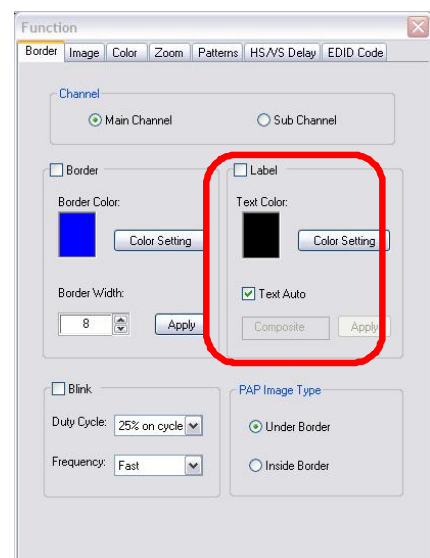 Function
Border Image Color Zoom Patterns HS/VS Delay EDID Code
Channel
Main Channel Sub Channel
Border Label
Border Color: Text Color:
Color Setting Color Setting
Border Width: Text Auto
8 Apply Composite Apply
Blink PAP Image Type
Duty Cycle: 25% on cycle Under Border
Frequency: Fast Inside Border